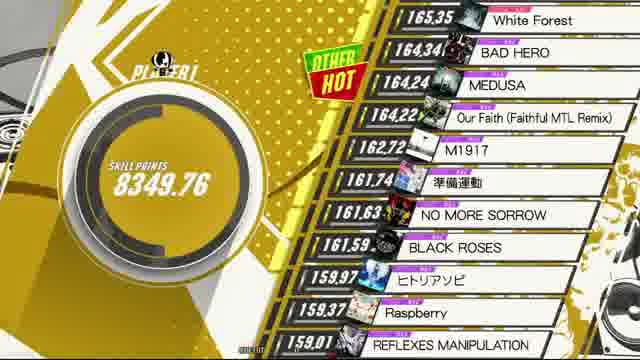 PLAYER 1
SKILL POINTS
8349.76
OTHER
HOT
165,35 White Forest
164,34 BAD HERO
164,24 MEDUSA
164,22 Our Faith (Faithful MTL Remix)
162,72 M1917
161,74 準備運動
161,63 NO MORE SORROW
161,59 BLACK ROSES
159,97 ヒトリアソビ
159,37 Raspberry
159,01 REFLEXES MANIPULATION